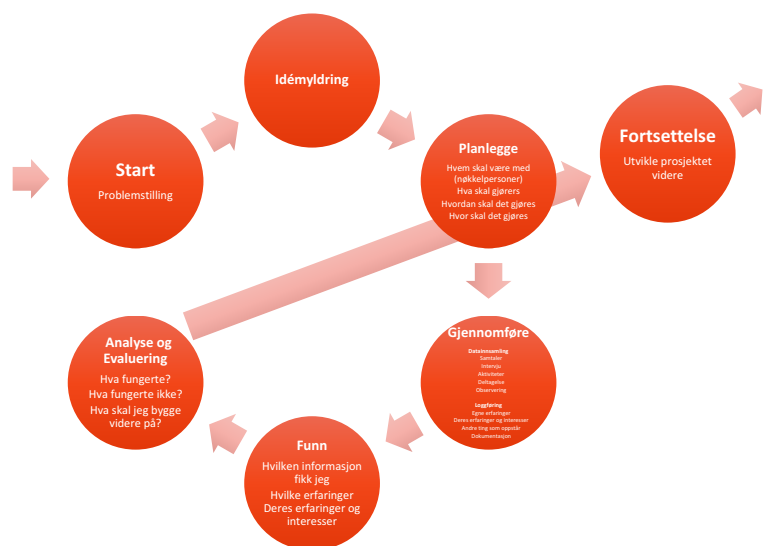 Start
Problemstilling
Idémyldring
Planlegge
Hvem skal være med
(nøkkelpersoner)
Hva skal gjørers
Hvordan skal det gjøres
Hvor skal det gjøres
Gjennomføre
Datainnsamling
Samtaler
Intervju
Aktiviteter
Deltagelse
Observering
Loggføring
Egne erfaringer
Deres erfaringer og interesser
Andre ting som oppstår
Dokumentasjon
Funn
Hvilken informasjon
fikk jeg
Hvilke erfaringer
Deres erfaringer og
interesser
Analyse og
Evaluering
Hva fungerte?
Hva fungerte ikke?
Hva skal jeg bygge
videre på?
Fortsettelse
Utvikle prosjektet
videre